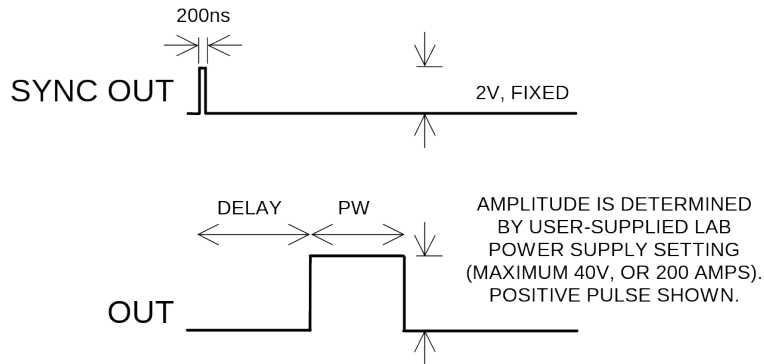 200ns
SYNC OUT
2V, FIXED
DELAY
PW
AMPLITUDE IS DETERMINED
BY USER-SUPPLIED LAB
POWER SUPPLY SETTING
(MAXIMUM 40V, OR 200 AMPS).
POSITIVE PULSE SHOWN.
OUT